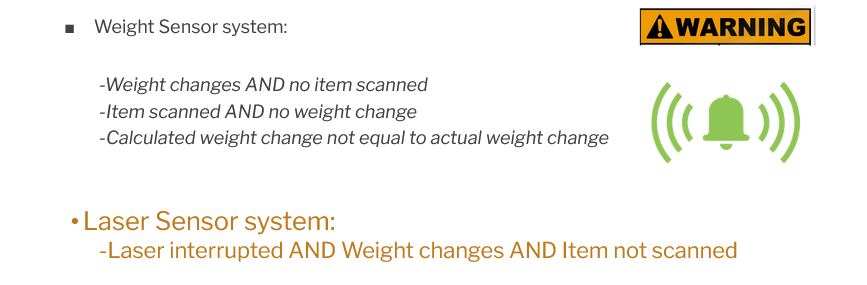 ▪ Weight Sensor system:
WARNING
-Weight changes AND no item scanned
-Item scanned AND no weight change
-Calculated weight change not equal to actual weight change
• Laser Sensor system:
-Laser interrupted AND Weight changes AND Item not scanned